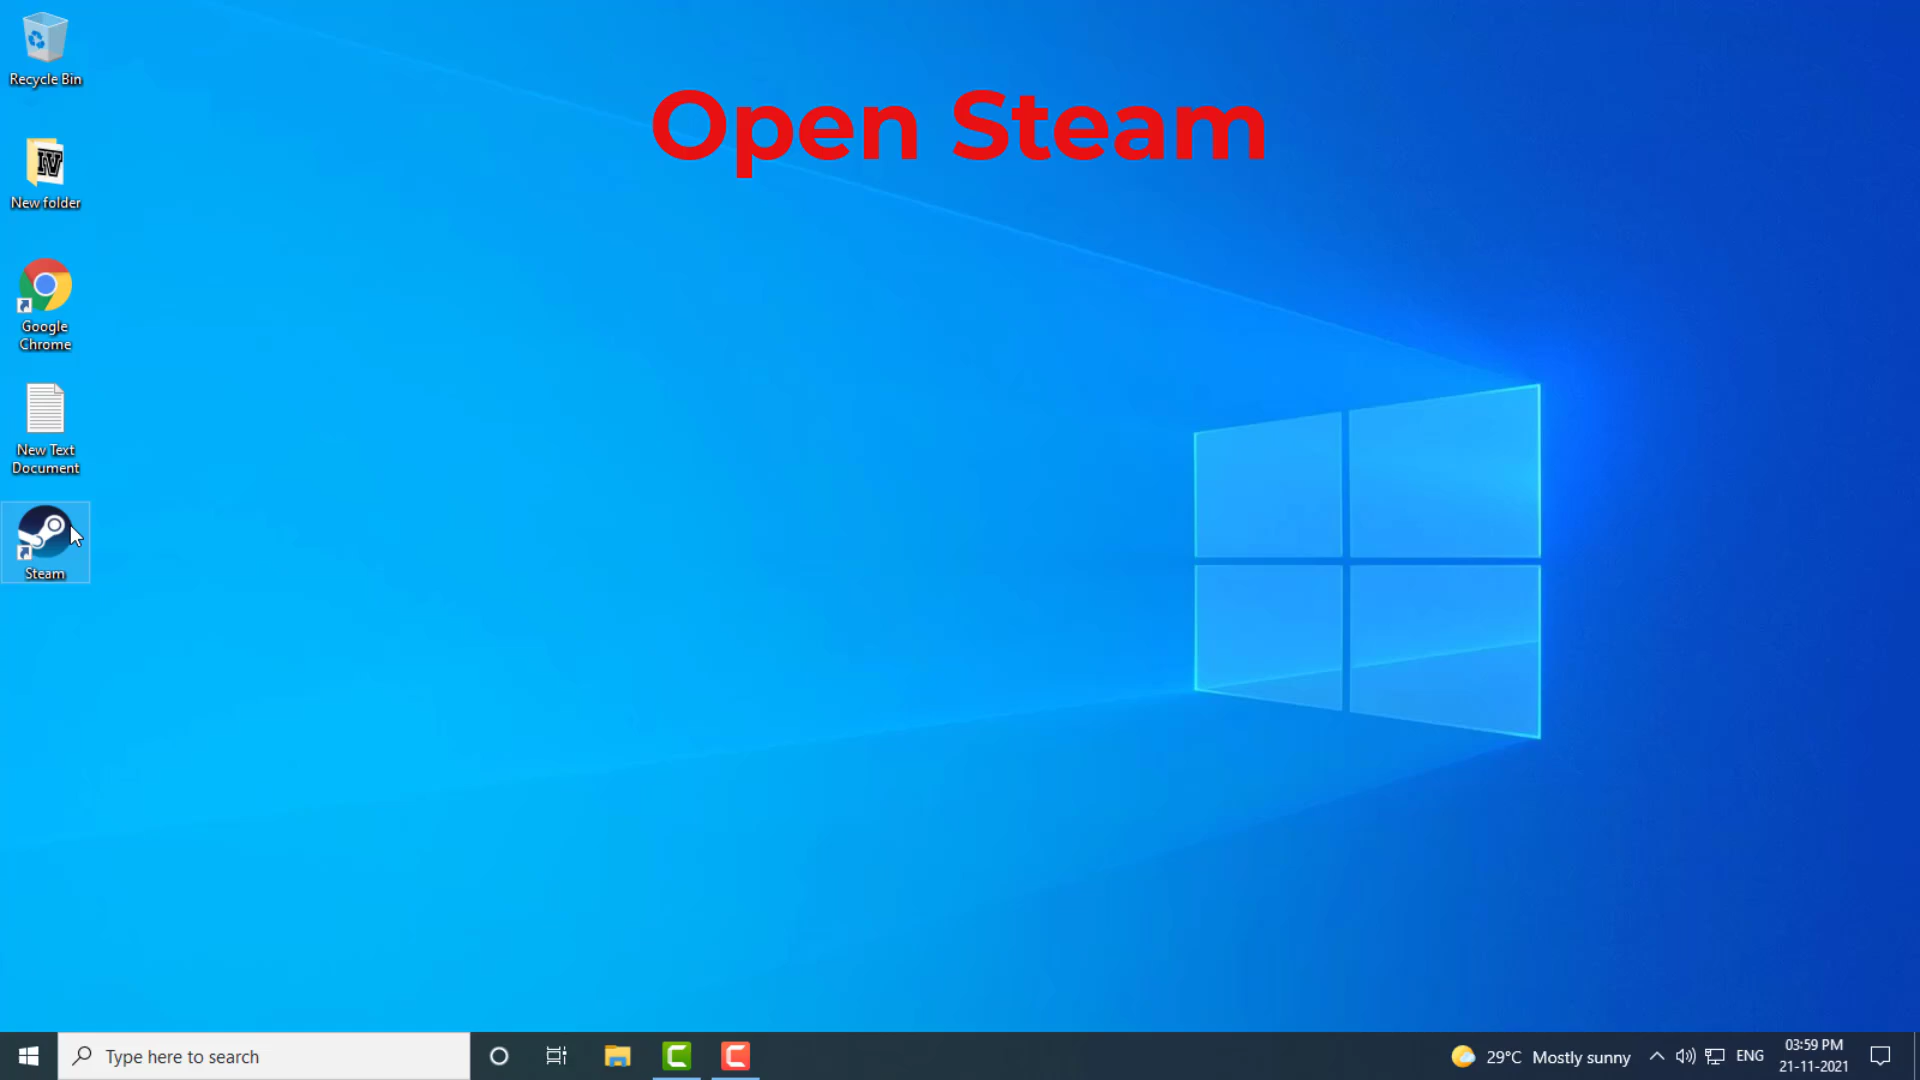 Open Steam
Recycle Bin
IV
New folder
Google
Chrome
New Text
Document
Steam
Type here to search
29°C Mostly sunny
ENG
03:59 PM
21-11-2021